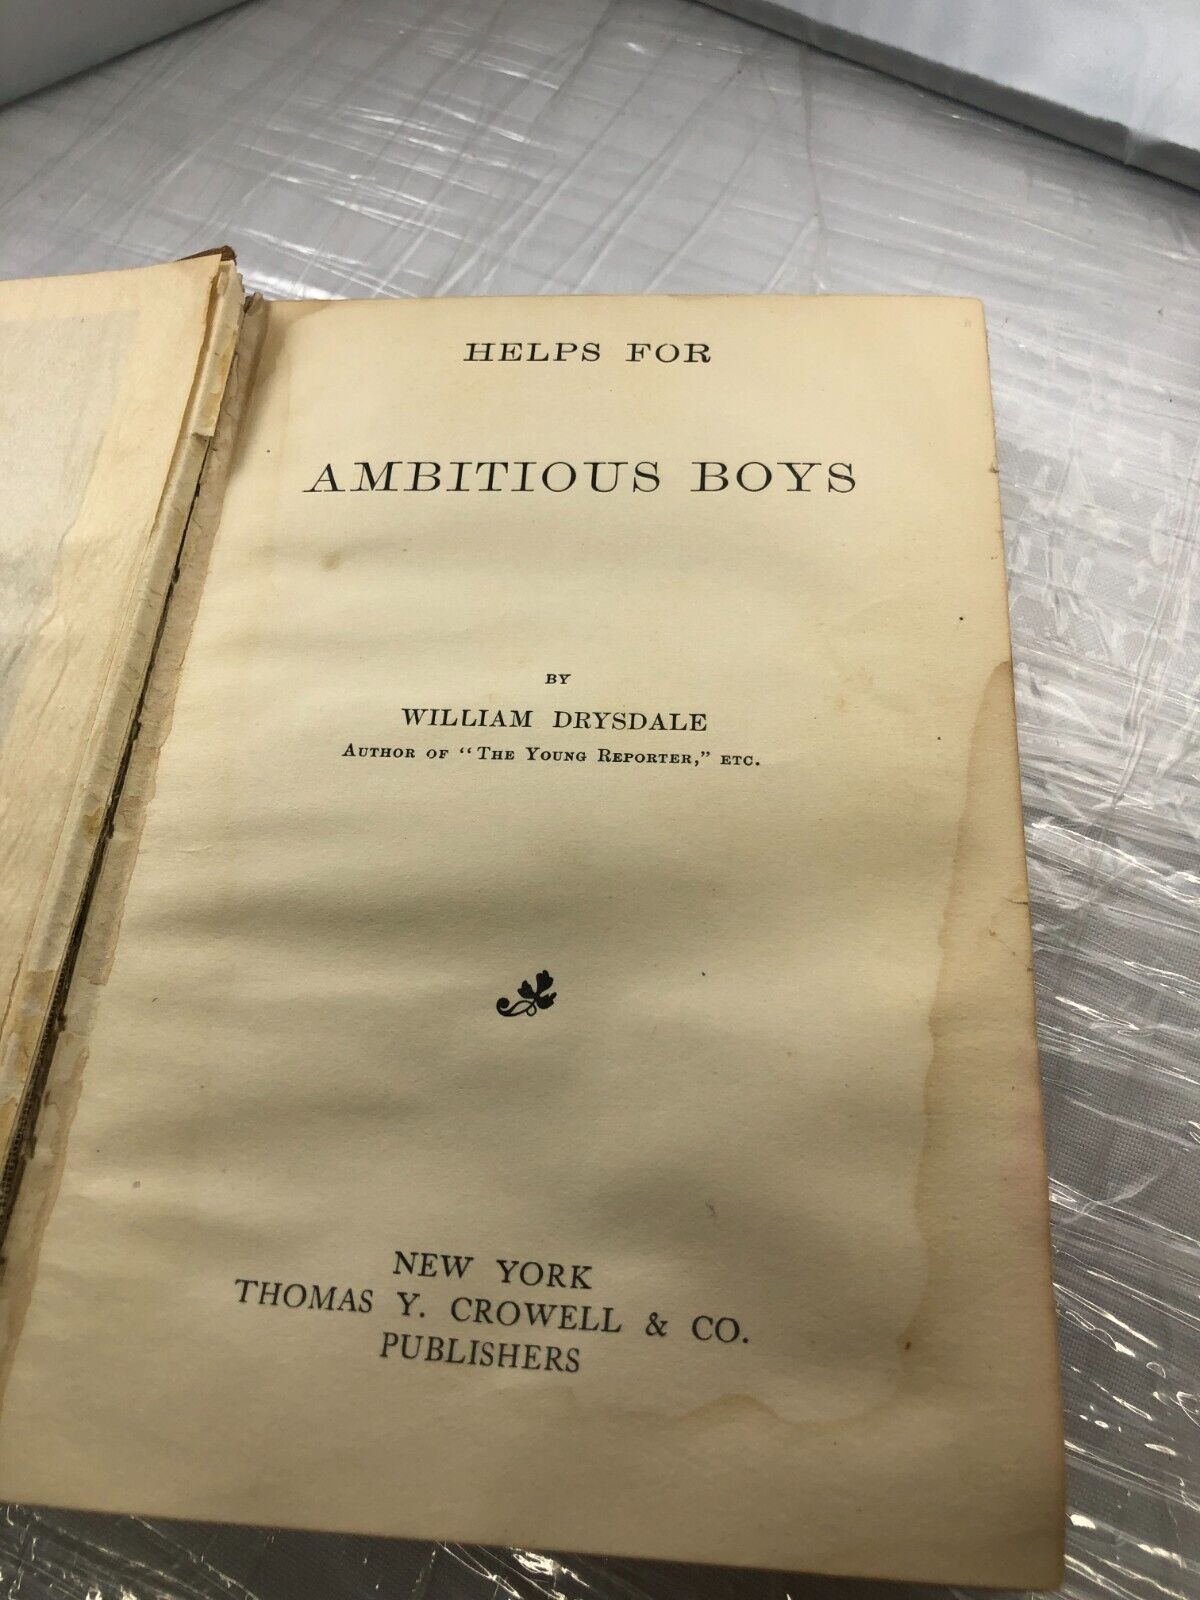 HELPS FOR
AMBITIOUS BOYS
BY
WILLIAM DRYSDALE
AUTHOR OF "THE YOUNG REPORTER," ETC.
NEW YORK
THOMAS Y. CROWELL & CO.
PUBLISHERS